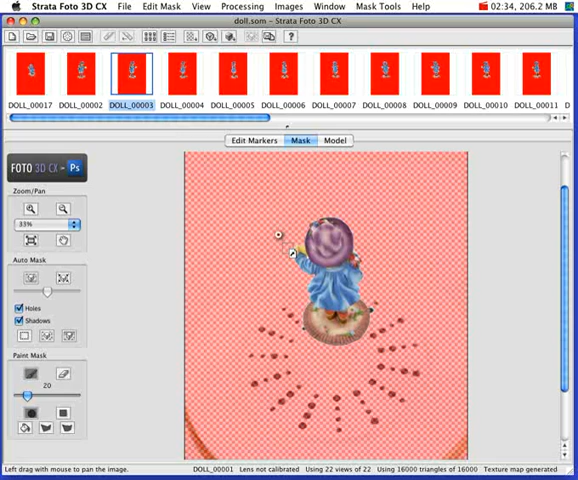 Strata Foto 3D CX File Edit Mask View Processing Images Window Mask Tools Help 02:34, 206.2 MB
doll.som – Strata Foto 3D CX
DOLL_00017 DOLL_00002 DOLL_00003 DOLL_00004 DOLL_00005 DOLL_00006 DOLL_00007 DOLL_00008 DOLL_00009 DOLL_00010 DOLL_00011 D
Edit Markers Mask Model
FOTO 3D CX – Ps
Zoom/Pan
33%
Auto Mask
Holes
Shadows
Paint Mask
20
Left drag with mouse to pan the image. DOLL_00001 Lens not calibrated Using 22 views of 22 Using 16000 triangles of 16000 Texture map generated